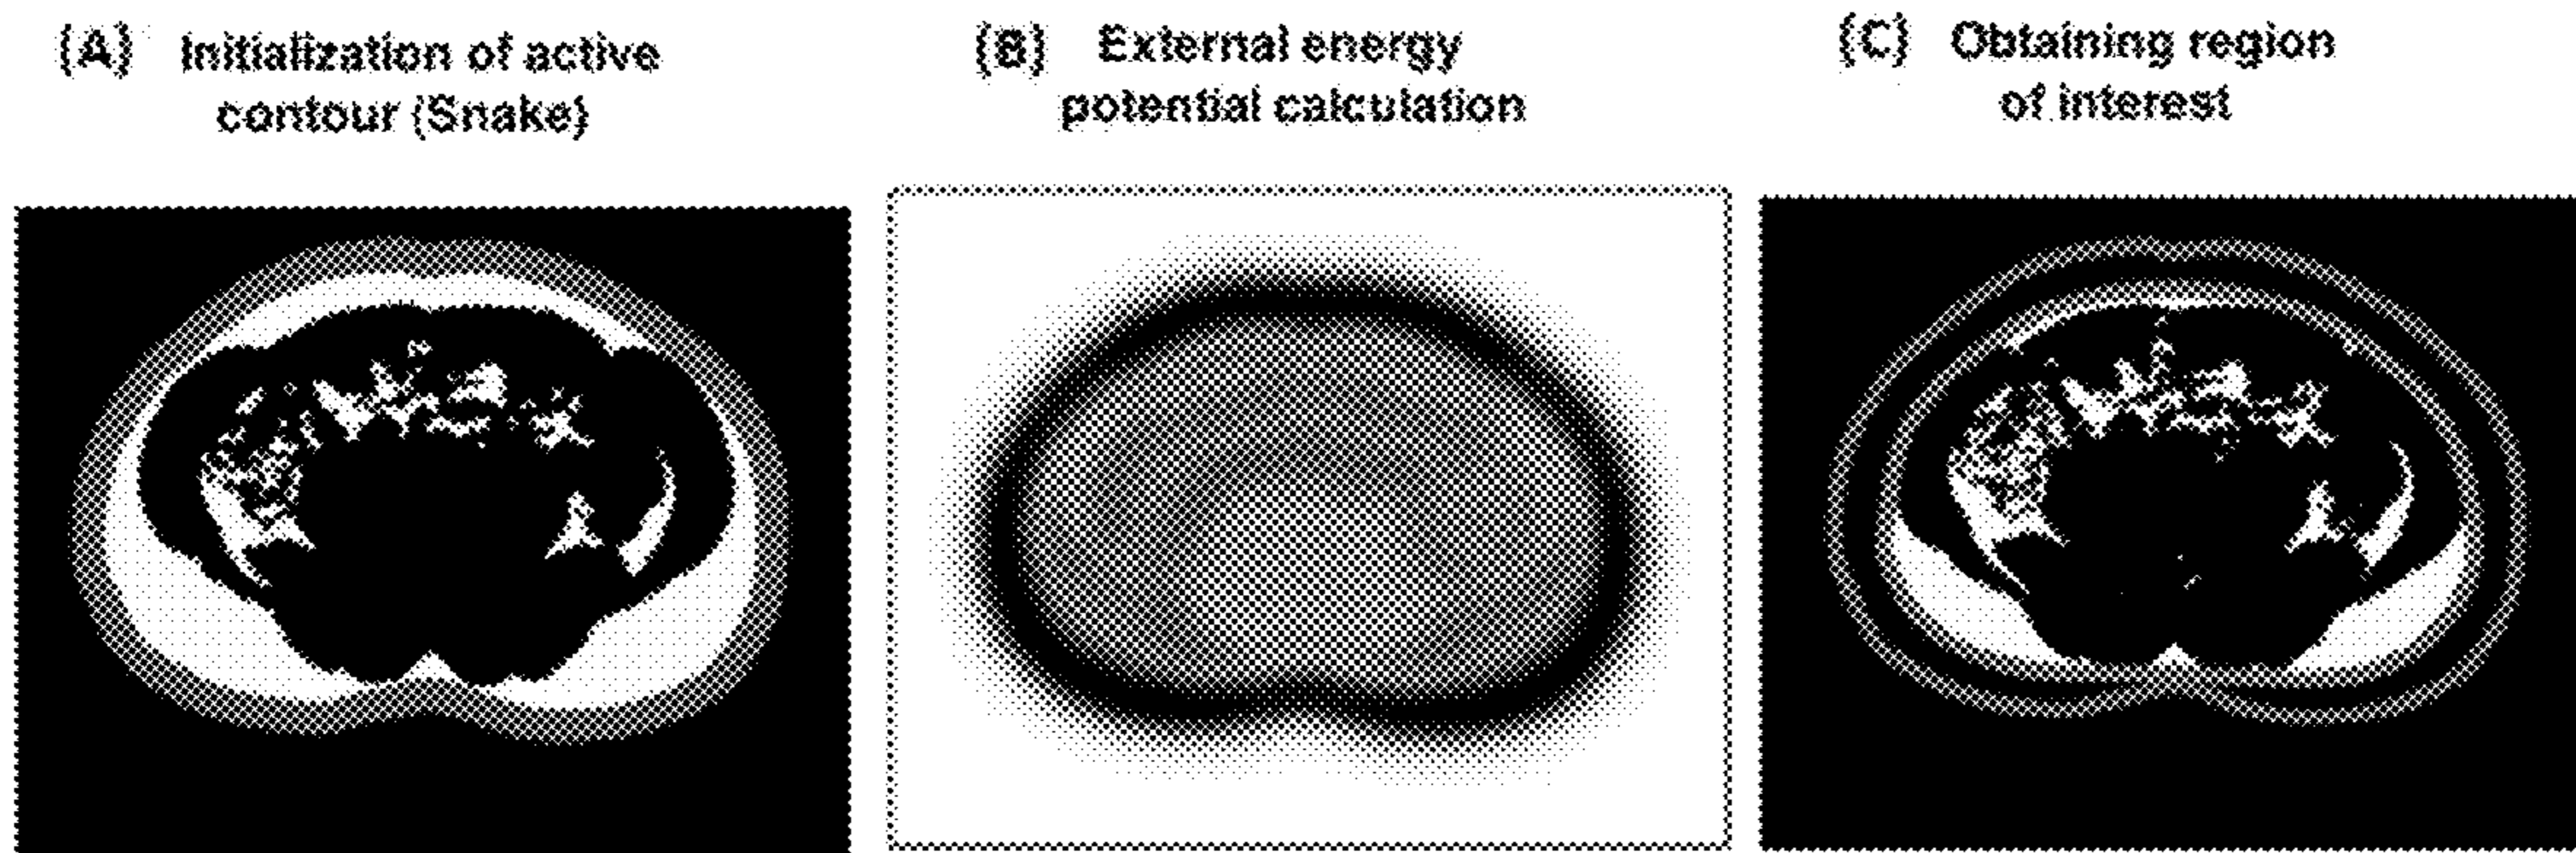 (A) Initialization of active
contour (Snake)
(B) External energy
potential calculation
(C) Obtaining region
of interest